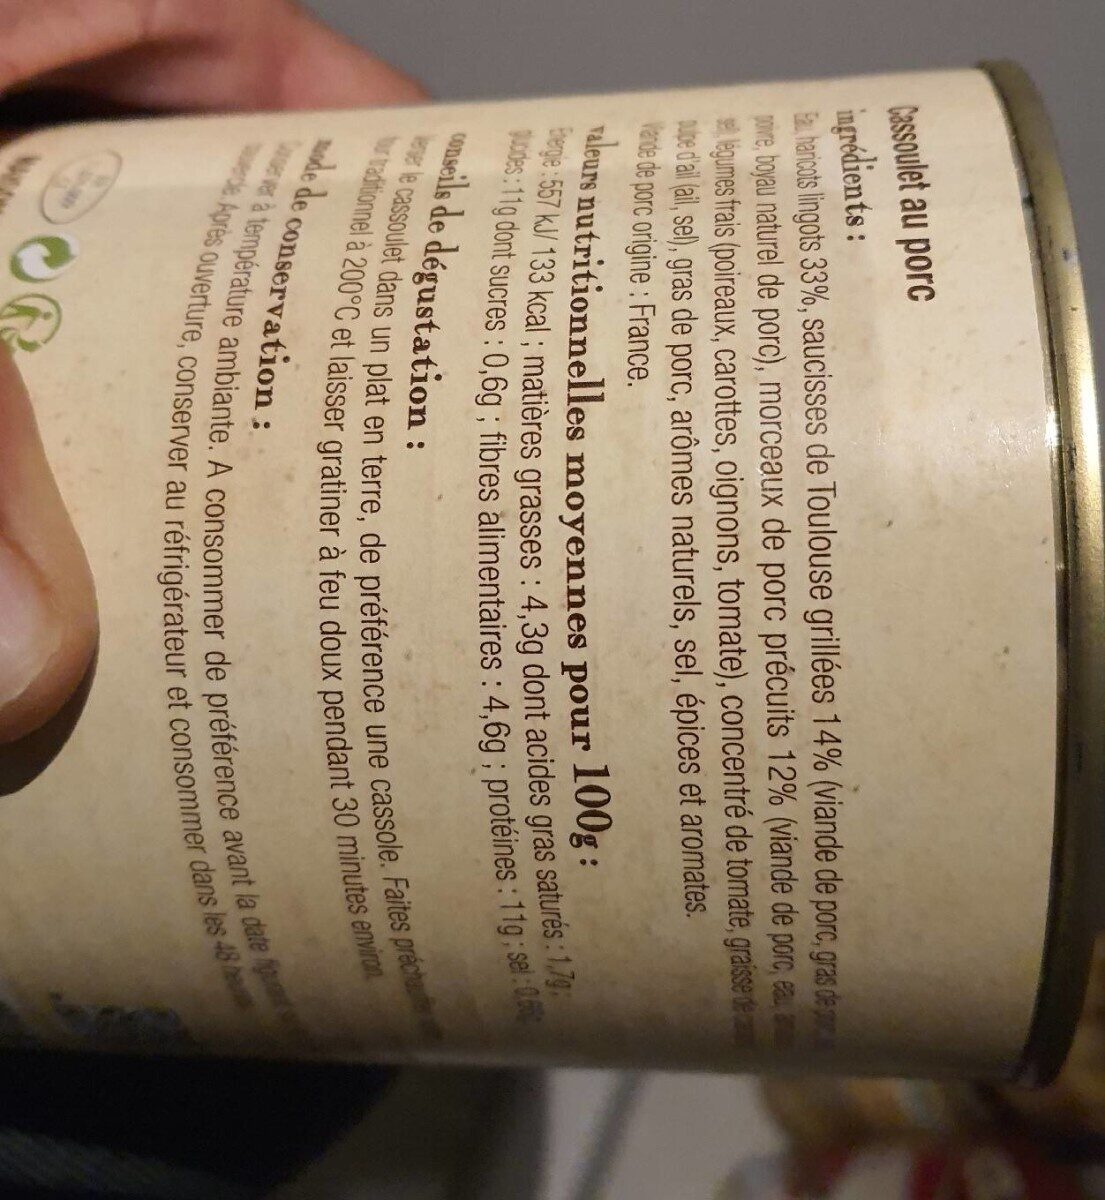 Cassoulet au porc
ingrédients :
Eau, haricots lingots 33%, saucisses de Toulouse grillées 14% (viande de porc, gras de
poivre, boyau naturel de porc), morceaux de porc précuits 12% (viande de porc, eau,
sel, légumes frais (poireaux, carottes, oignons, tomate), concentré de tomate, graisse de
pulpe d'ail (ail, sel), gras de porc, arômes naturels, sel, épices et aromates.
Viande de porc origine : France.
valeurs nutritionnelles moyennes pour 100g :
Energie : 557 kJ/ 133 kcal ; matières grasses : 4,3g dont acides gras saturés : 1,7g ;
glucides : 11g dont sucres : 0,6g ; fibres alimentaires : 4,6g ; protéines : 11g ; sel :
conseils de dégustation :
le cassoulet dans un plat en terre, de préférence une cassole. Faites
four traditionnel à 200°C et laisser gratiner à feu doux pendant 30 minutes environ.
mode de conservation :
à température ambiante. A consommer de préférence avant la date
Après ouverture, conserver au réfrigérateur et consommer dans les 48